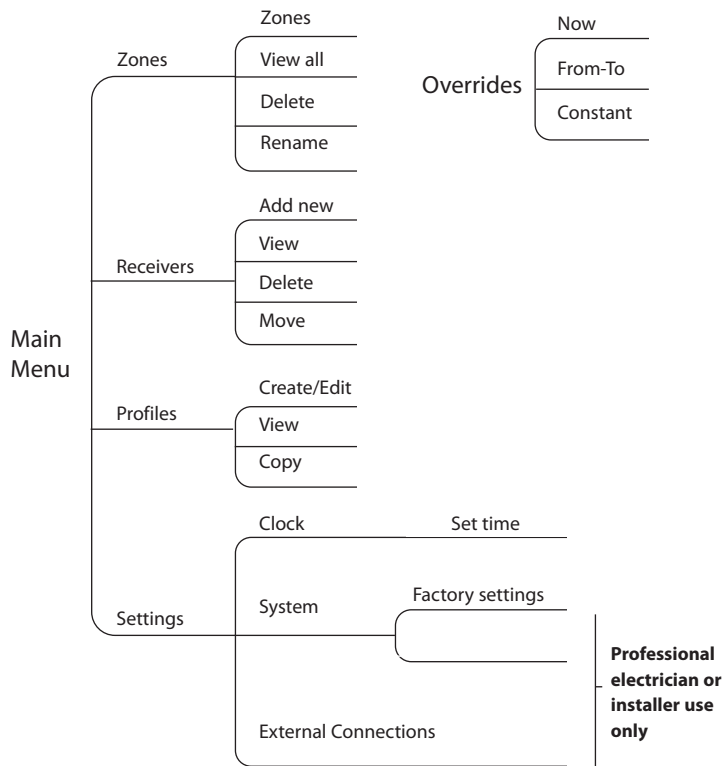 Main
Menu
Zones
Zones
View all
Delete
Rename
Receivers
Add new
View
Delete
Move
Profiles
Create/Edit
View
Copy
Settings
Clock
Set time
System
Factory settings
External Connections
Professional
electrician or
installer use
only
Overrides
Now
From-To
Constant